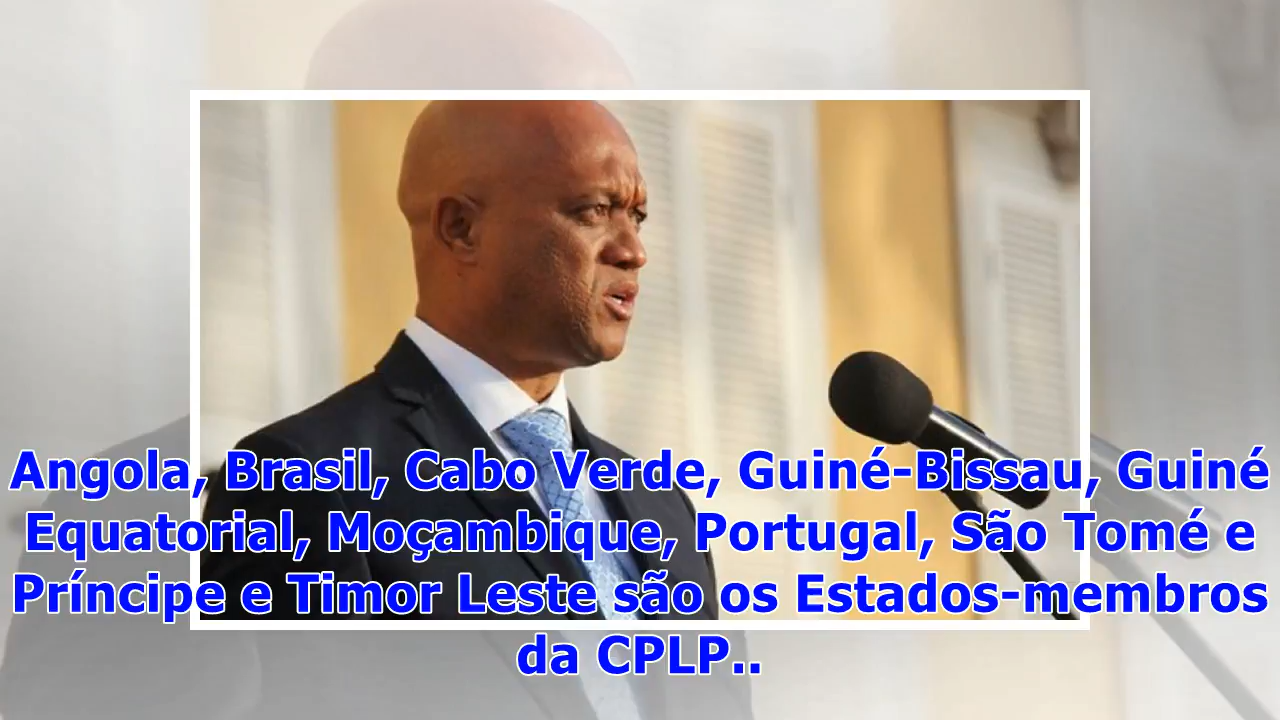 Angola, Brasil, Cabo Verde, Guiné-Bissau, Guiné
Equatorial, Moçambique, Portugal, São Tomé e
Príncipe e Timor Leste são os Estados-membros
da CPLP..